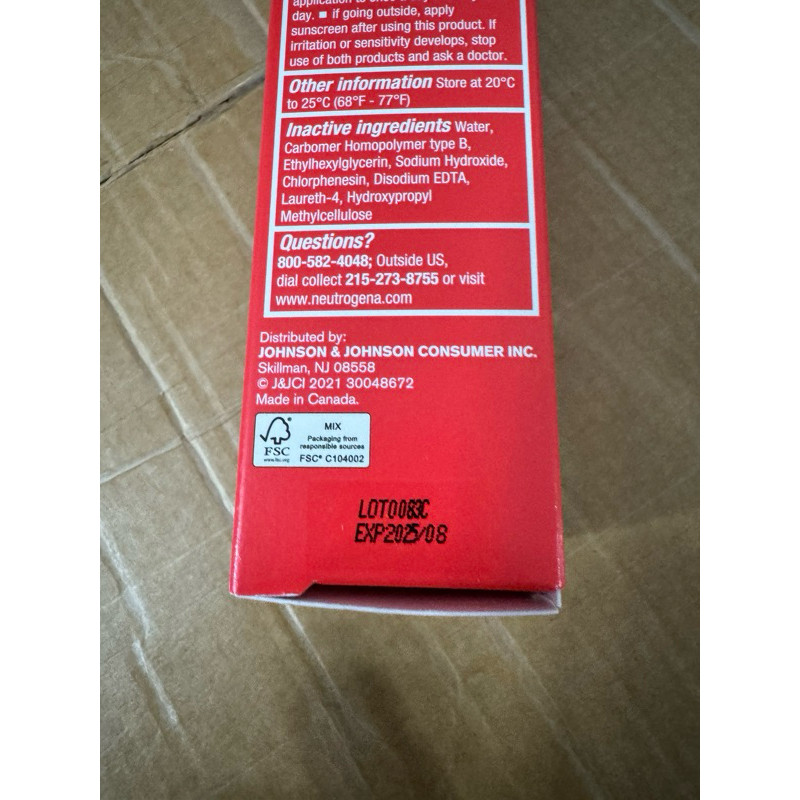 day. ■ if going outside, apply
sunscreen after using this product. If
irritation or sensitivity develops, stop
use of both products and ask a doctor.
Other information Store at 20°C
to 25°C (68°F - 77°F)
Inactive ingredients Water,
Carbomer Homopolymer type B,
Ethylhexylglycerin, Sodium Hydroxide,
Chlorphenesin, Disodium EDTA,
Laureth-4, Hydroxypropyl
Methylcellulose
Questions?
800-582-4048; Outside US,
dial collect 215-273-8755 or visit
www.neutrogena.com
Distributed by:
JOHNSON & JOHNSON CONSUMER INC.
Skillman, NJ 08558
© J&JCI 2021 30048672
Made in Canada.
FSC
www.fsc.org
MIX
Packaging from
responsible sources
FSC® C104002
LOT0083C
EXP2025/08